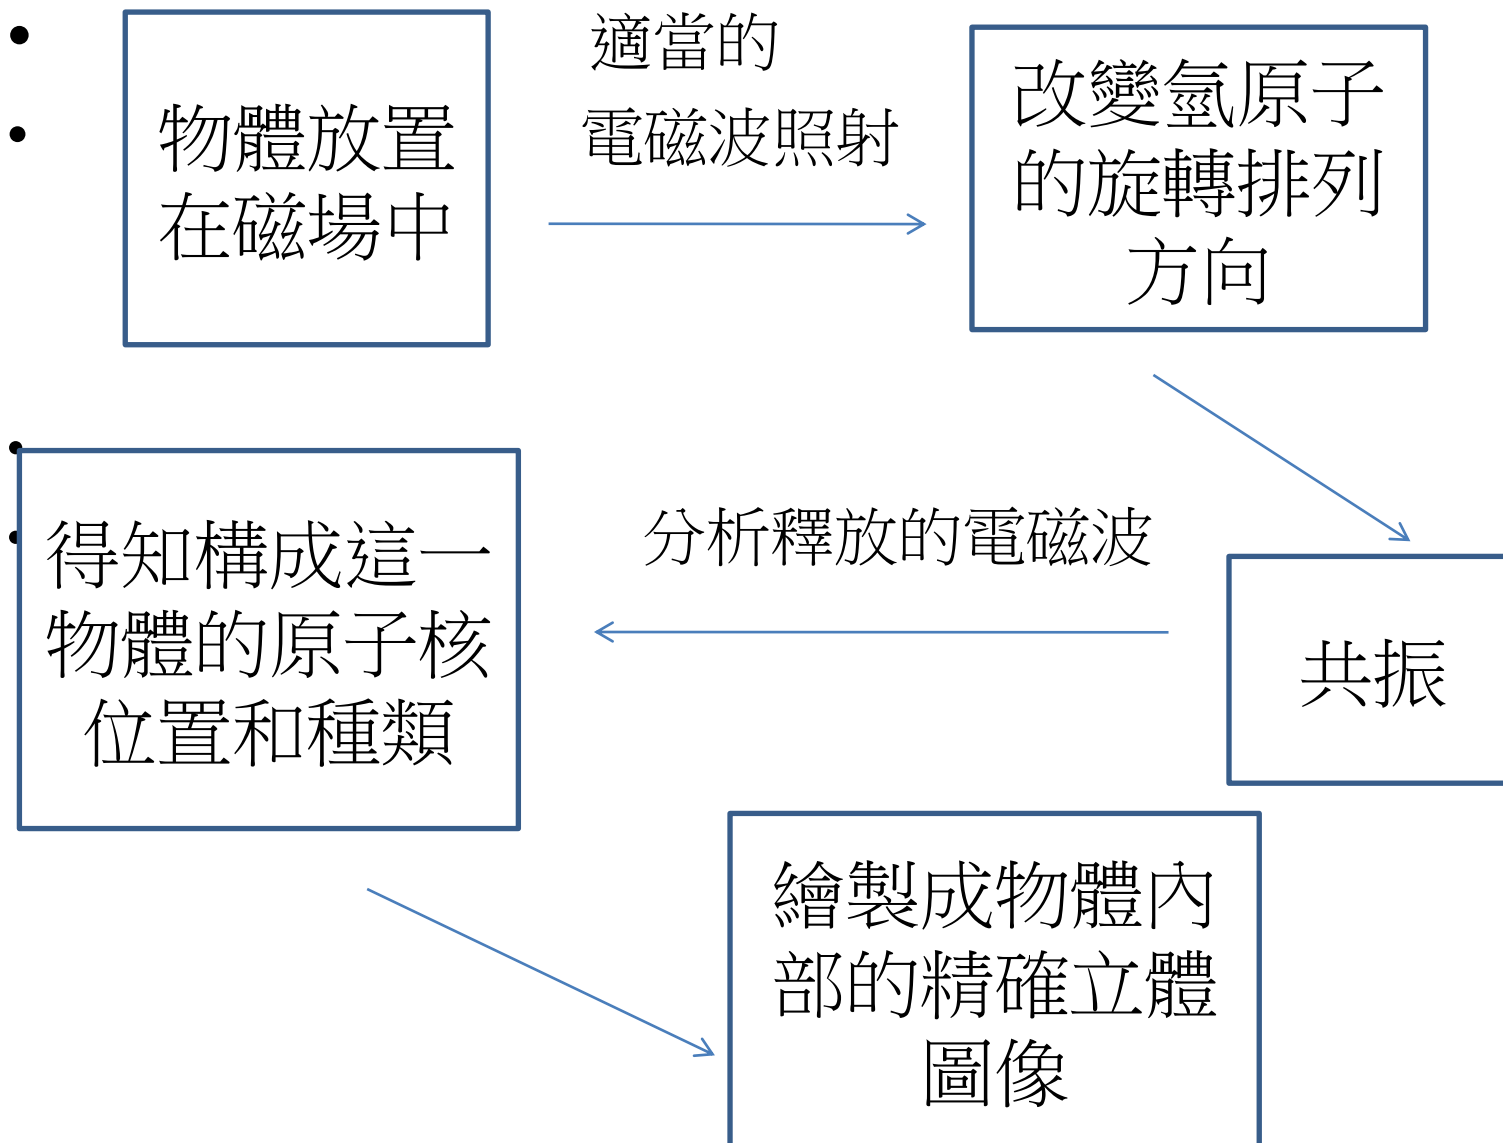 物體放置
在磁場中
適當的
電磁波照射
改變氫原子
的旋轉排列
方向
共振
分析釋放的電磁波
得知構成這一
物體的原子核
位置和種類
繪製成物體內
部的精確立體
圖像